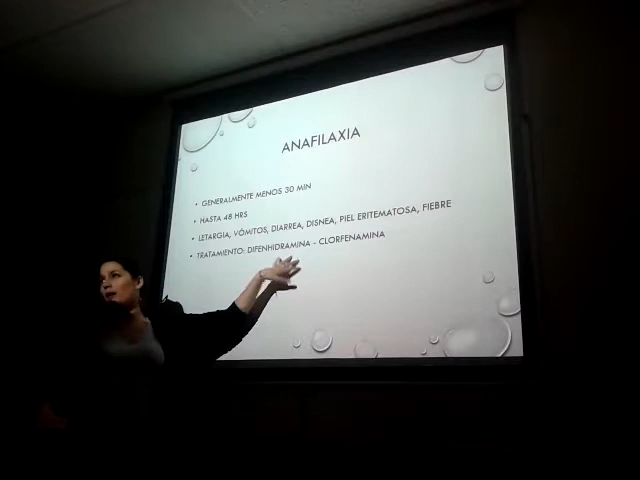 ANAFILAXIA
• GENERALMENTE MENOS 30 MIN
• HASTA 48 HRS
• LETARGIA, VÓMITOS, DIARREA, DISNEA, PIEL ERITEMATOSA, FIEBRE
• TRATAMIENTO: DIFENHIDRAMINA - CLORFENAMINA